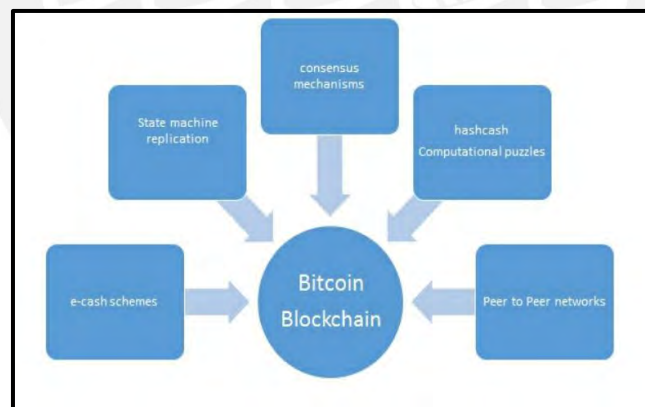 consensus
mechanisms
State machine
replication
hashcash
Computational puzzles
Bitcoin
Blockchain
e-cash schemes
Peer to Peer networks